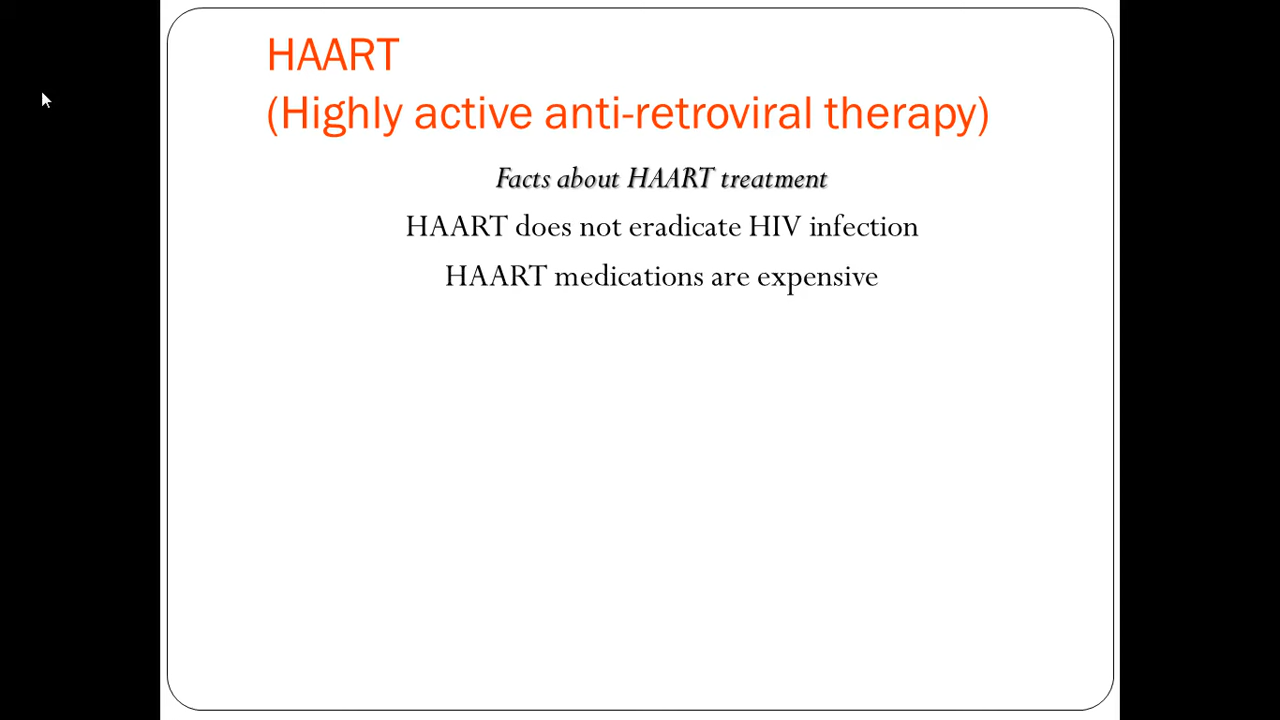 HAART
(Highly active anti-retroviral therapy)
Facts about HAART treatment
HAART does not eradicate HIV infection
HAART medications are expensive